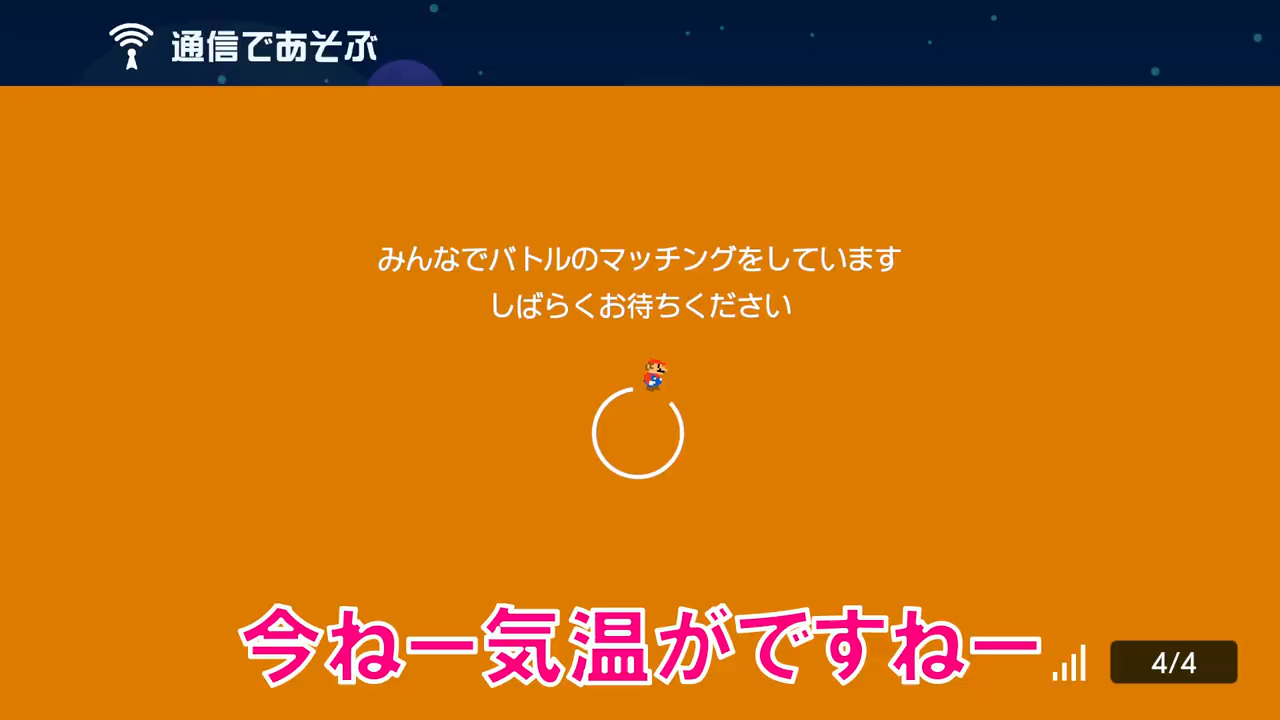 通信であそぶ
みんなでバトルのマッチングをしています
しばらくお待ちください
今ねー気温がですねー
4/4